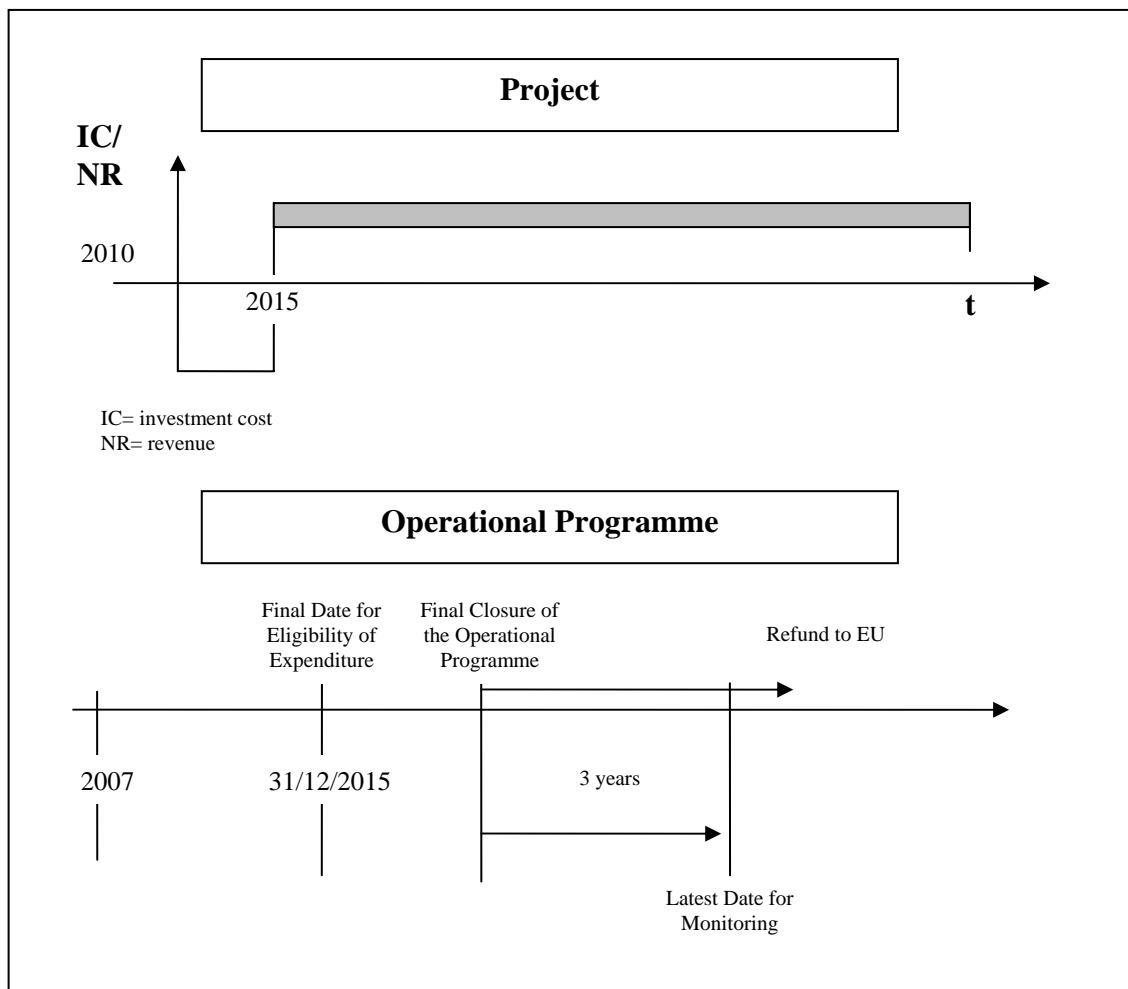 Project
IC/
NR
2010
2015
t
IC= investment cost
NR= revenue
Operational Programme
Final Date for
Eligibility of
Expenditure
Final Closure of
the Operational
Programme
Refund to EU
2007
31/12/2015
3 years
Latest Date for
Monitoring